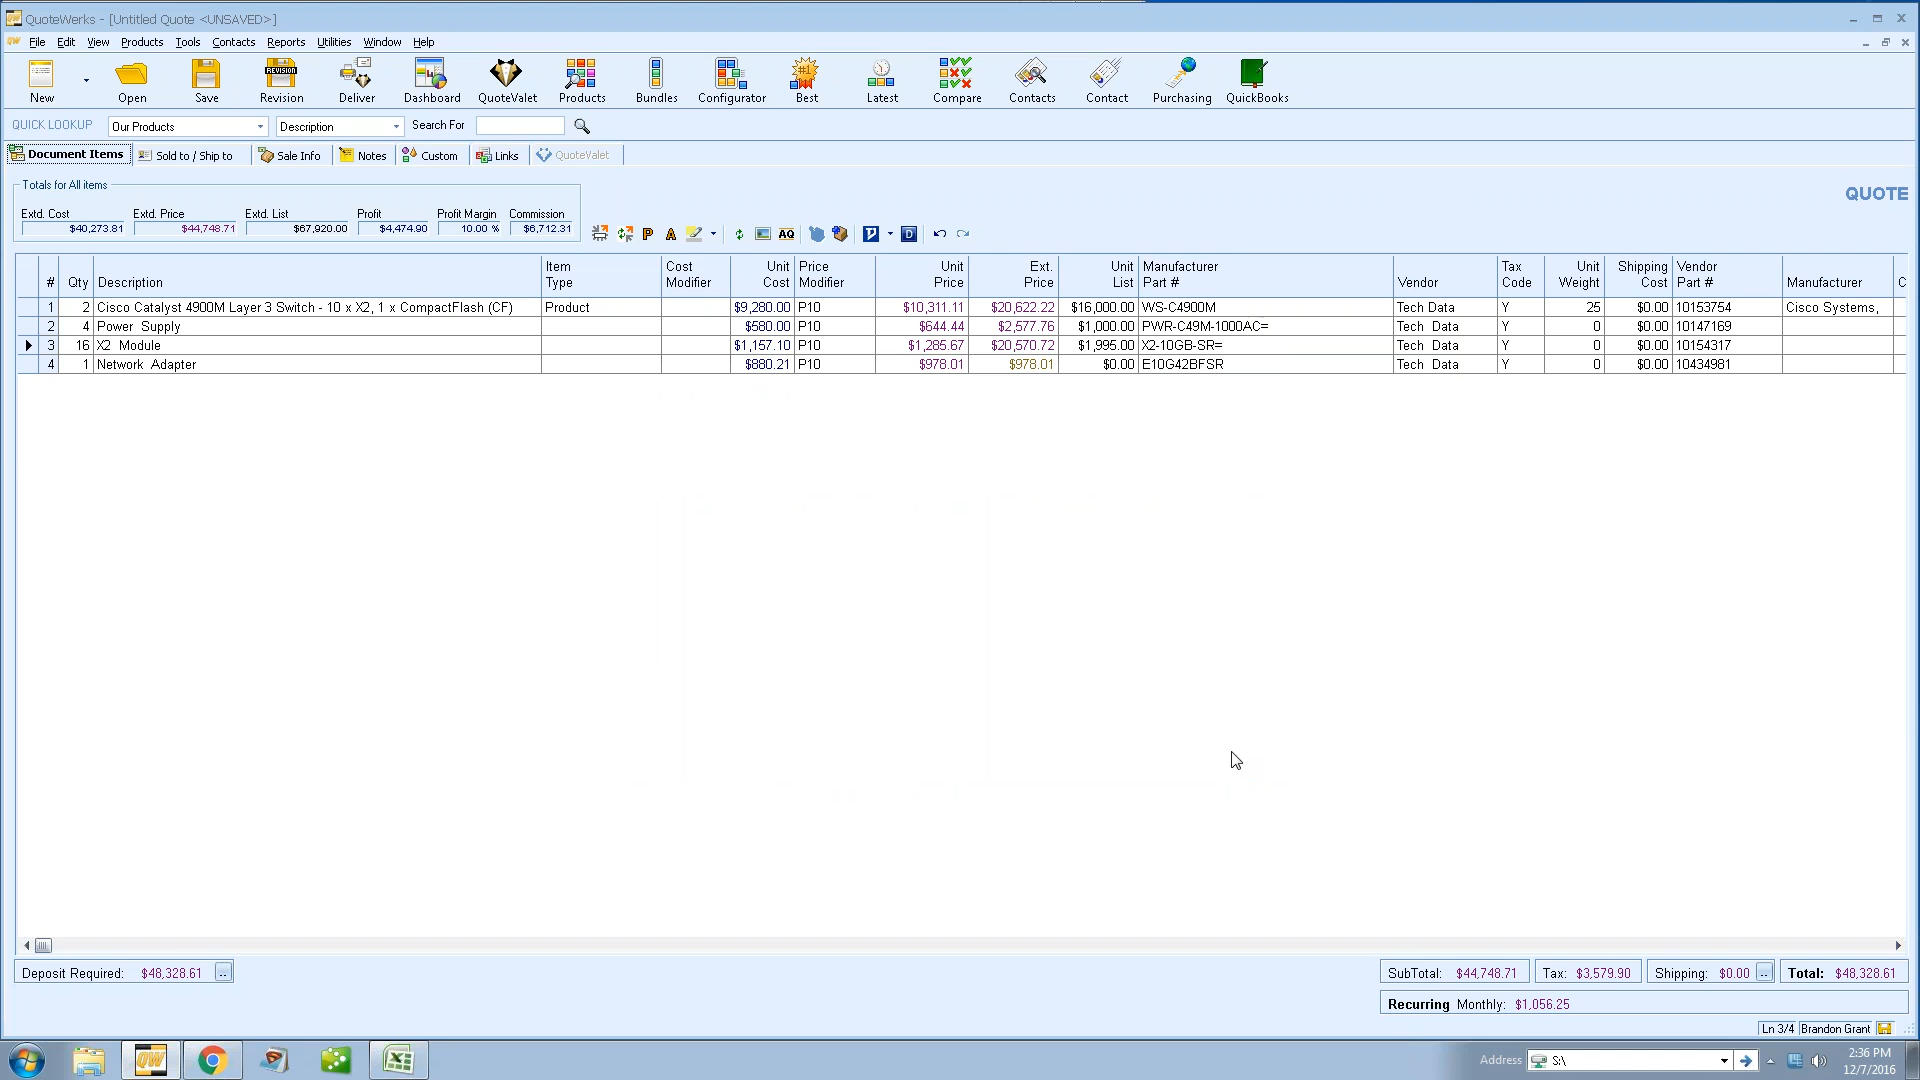 QuoteWerks - [Untitled Quote <UNSAVED>]
File Edit View Products Tools Contacts Reports Utilities Window Help
REVISION #1
New Open Save Revision Deliver Dashboard QuoteValet Products Bundles Configurator Best Latest Compare Contacts Contact Purchasing QuickBooks
QUICK LOOKUP Our Products Description Search For
Document Items Sold to / Ship to Sale Info Notes Custom Links QuoteValet
Totals for All items
QUOTE
Extd. Cost Extd. Price Extd. List Profit Profit Margin Commission
$40,273.81 $44,748.71 $67,920.00 $4,474.90 10.00 % $6,712.31
P A AQ D
# Qty Description Item Type Cost Modifier Unit Cost Price Modifier Unit Price Ext. Price Unit List Manufacturer Part # Vendor Tax Code Unit Weight Shipping Cost Vendor Part # Manufacturer C
1 2 Cisco Catalyst 4900M Layer 3 Switch - 10 x X2, 1 x CompactFlash (CF) Product $9,280.00 P10 $10,311.11 $20,622.22 $16,000.00 WS-C4900M Tech Data Y 25 $0.00 10153754 Cisco Systems,
2 4 Power Supply $580.00 P10 $644.44 $2,577.76 $1,000.00 PWR-C49M-1000AC= Tech Data Y 0 $0.00 10147169
3 16 X2 Module $1,157.10 P10 $1,285.67 $20,570.72 $1,995.00 X2-10GB-SR= Tech Data Y 0 $0.00 10154317
4 1 Network Adapter $880.21 P10 $978.01 $978.01 $0.00 E10G42BFSR Tech Data Y 0 $0.00 10434981
Deposit Required: $48,328.61 ..
SubTotal: $44,748.71 Tax: $3,579.90 Shipping: $0.00 .. Total: $48,328.61
Recurring Monthly: $1,056.25
Ln 3/4 Brandon Grant
QW
Address S:\
2:36 PM
12/7/2016